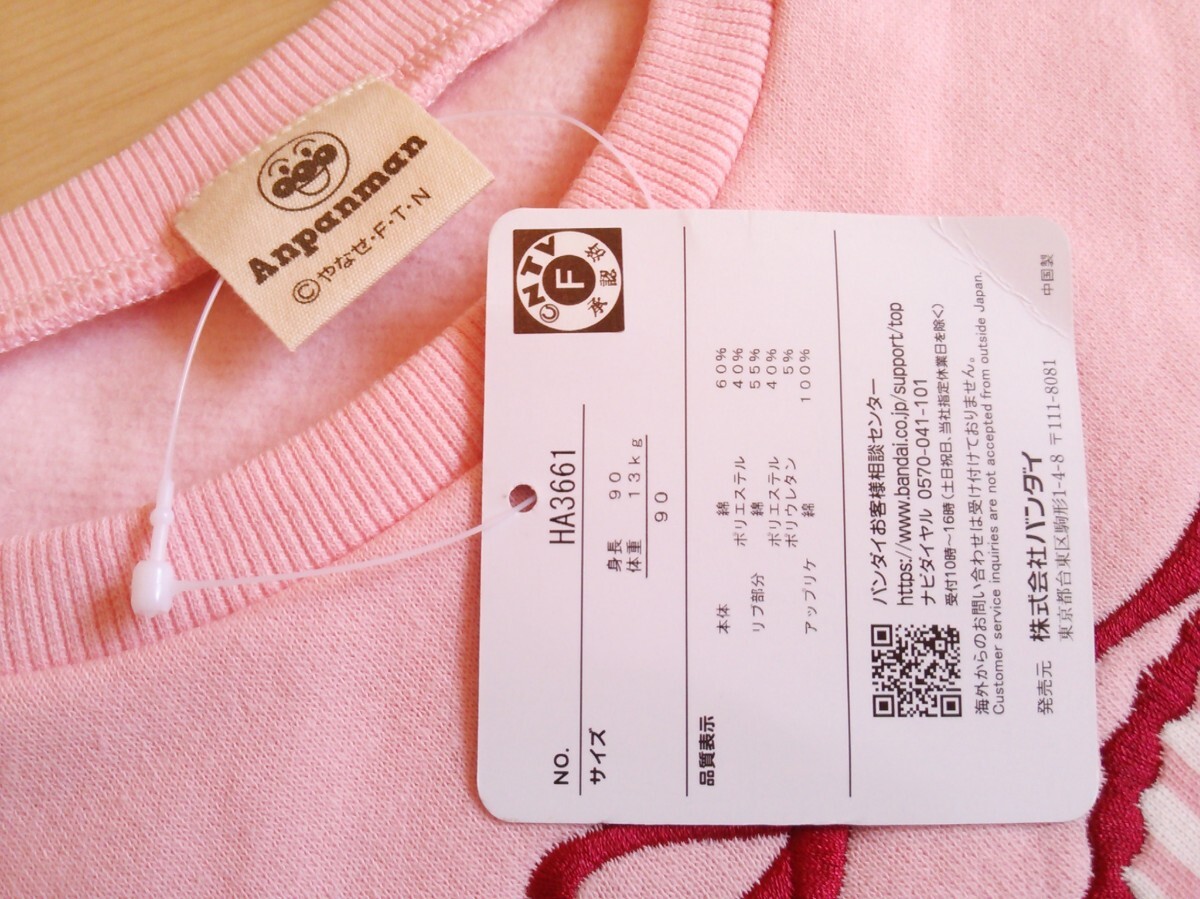 Anpanman
©やなせ・F・T・N
©NTV
F
承認
NO. HA3661
サイズ
身長 90
体重 13kg
90
品質表示
本体 綿 60%
ポリエステル 40%
リブ部分 綿 55%
ポリエステル 40%
ポリウレタン 5%
アップリケ 綿 100%
バンダイお客様相談センター
https://www.bandai.co.jp/support/top
ナビダイヤル 0570-041-101
受付10時～16時(土日祝日、当社指定休業日を除く)
海外からのお問い合わせは受け付けておりません。
Customer service inquiries are not accepted from outside Japan.
発売元 株式会社バンダイ
東京都台東区駒形1-4-8 〒111-8081
中国製